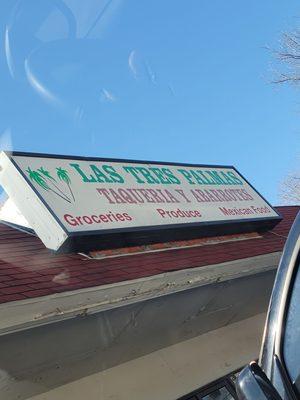 LAS TRES PALMAS
TAQUERIA Y ABARROTES
Groceries Produce Mexican Food